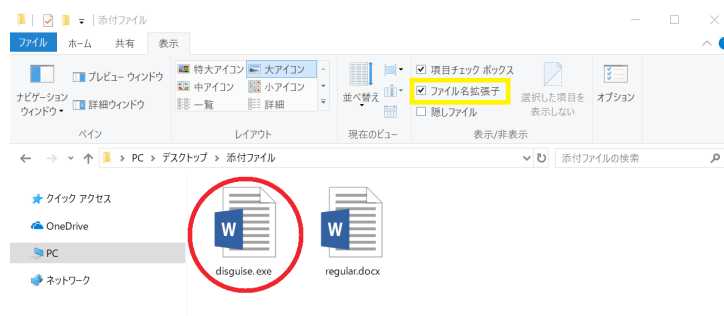 添付ファイル
ファイル ホーム 共有 表示
ナビゲーション ウィンドウ
プレビュー ウィンドウ
詳細ウィンドウ
ペイン
特大アイコン 大アイコン
中アイコン 小アイコン
一覧 詳細
レイアウト
並べ替え
現在のビュー
項目チェック ボックス
ファイル名拡張子
隠しファイル
選択した項目を
表示しない
表示/非表示
オプション
PC > デスクトップ > 添付ファイル
添付ファイルの検索
クイック アクセス
OneDrive
PC
ネットワーク
W W
disguise.exe regular.docx